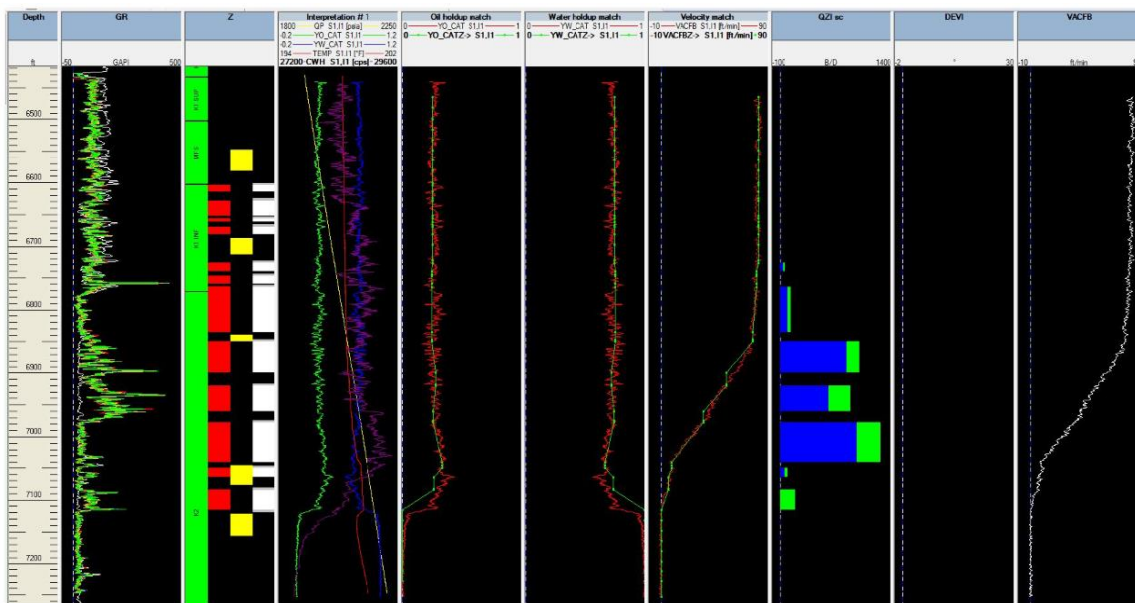 Depth
ft
GR
-50 GAPI 500
Z
Interpretation #1
1800 QP S1,I1 [psia] 2250
-0.2 YO_CAT S1,I1 1.2
-0.2 YW_CAT S1,I1 1.2
194 TEMP S1,I1 [°F] 202
27200 CWH S1,I1 [cps] 29600
Oil holdup match
0 YO_CAT S1,I1 1
0 YO_CATZ-> S1,I1 1
Water holdup match
0 YW_CAT S1,I1 1
0 YW_CATZ-> S1,I1 1
Velocity match
-10 VACFB S1,I1 [ft/min] 90
-10 VACFBZ-> S1,I1 [ft/min] 90
QZI sc
-100 B/D 1400
DEVI
-2 ° 30
VACFB
-10 ft/min
6500
6600
6700
6800
6900
7000
7100
7200
K2